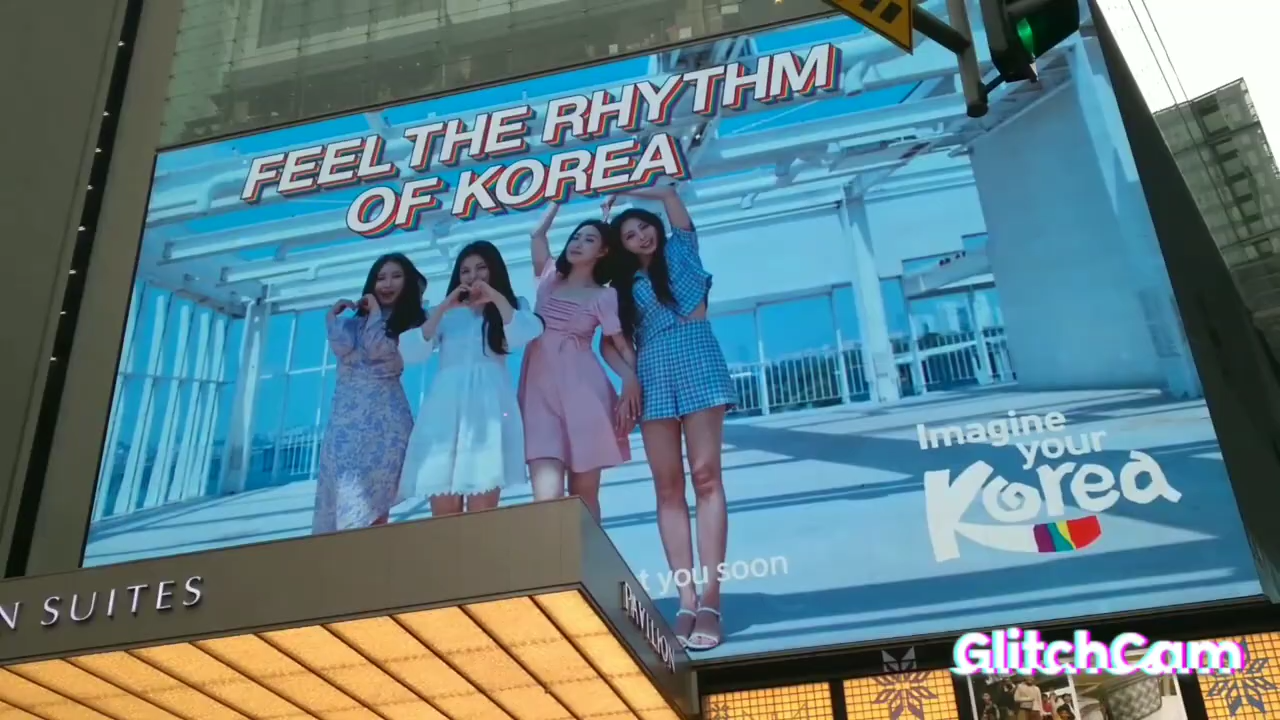 FEEL THE RHYTHM
OF KOREA
Imagine
your
Korea
t you soon
N SUITES
PAVILION
GlitchCam